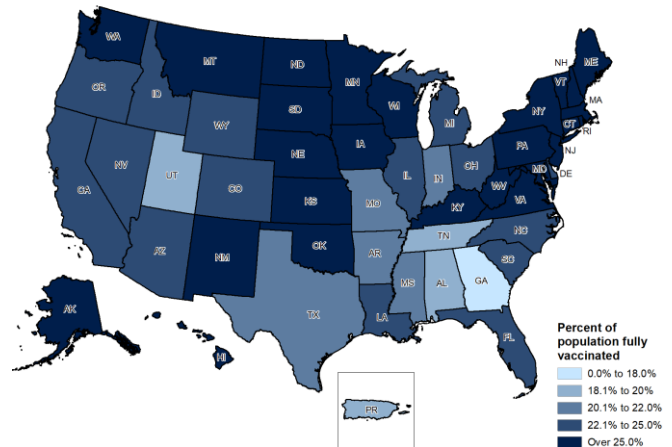 WA
MT
ND
MN
OR
ID
SD
WI
WY
MI
NH
VT
ME
NY
MA
CT
RI
PA
NJ
NV
UT
NE
IA
CA
CO
IL
IN
OH
MD
DE
WV
VA
KS
MO
KY
AZ
NM
OK
AR
TN
NC
SC
MS
AL
GA
TX
LA
FL
AK
HI
PR
Percent of
population fully
vaccinated
0.0% to 18.0%
18.1% to 20%
20.1% to 22.0%
22.1% to 25.0%
Over 25.0%